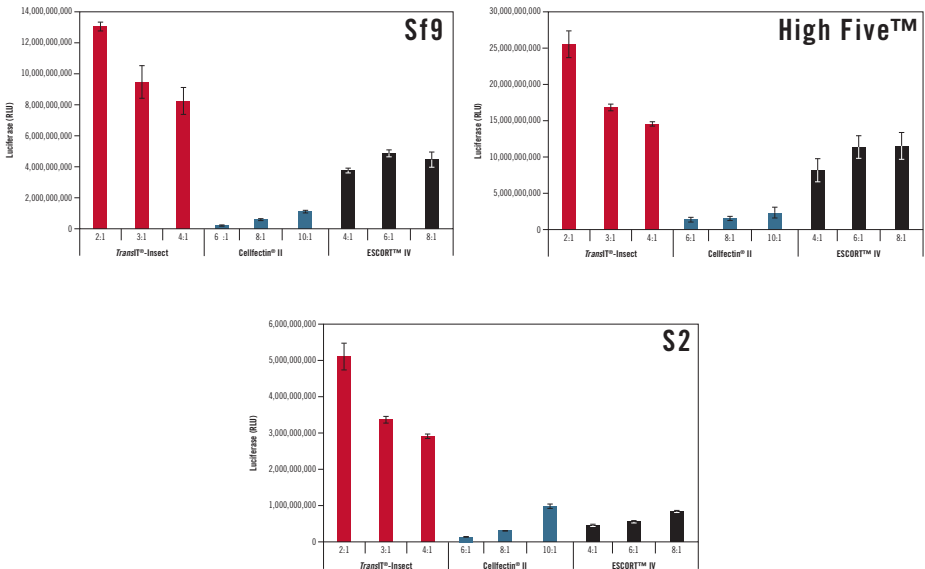 Sf9
Luciferase (RLU)
14,000,000,000
12,000,000,000
10,000,000,000
8,000,000,000
6,000,000,000
4,000,000,000
2,000,000,000
0
2:1 3:1 4:1 6 :1 8:1 10:1 4:1 6:1 8:1
TransIT®-Insect Cellfectin® II ESCORT™ IV
High Five™
Luciferase (RLU)
30,000,000,000
25,000,000,000
20,000,000,000
15,000,000,000
10,000,000,000
5,000,000,000
0
2:1 3:1 4:1 6:1 8:1 10:1 4:1 6:1 8:1
TransIT®-Insect Cellfectin® II ESCORT™ IV
S2
Luciferase (RLU)
6,000,000,000
5,000,000,000
4,000,000,000
3,000,000,000
2,000,000,000
1,000,000,000
0
2:1 3:1 4:1 6:1 8:1 10:1 4:1 6:1 8:1
TransIT®-Insect Cellfectin® II ESCORT™ IV